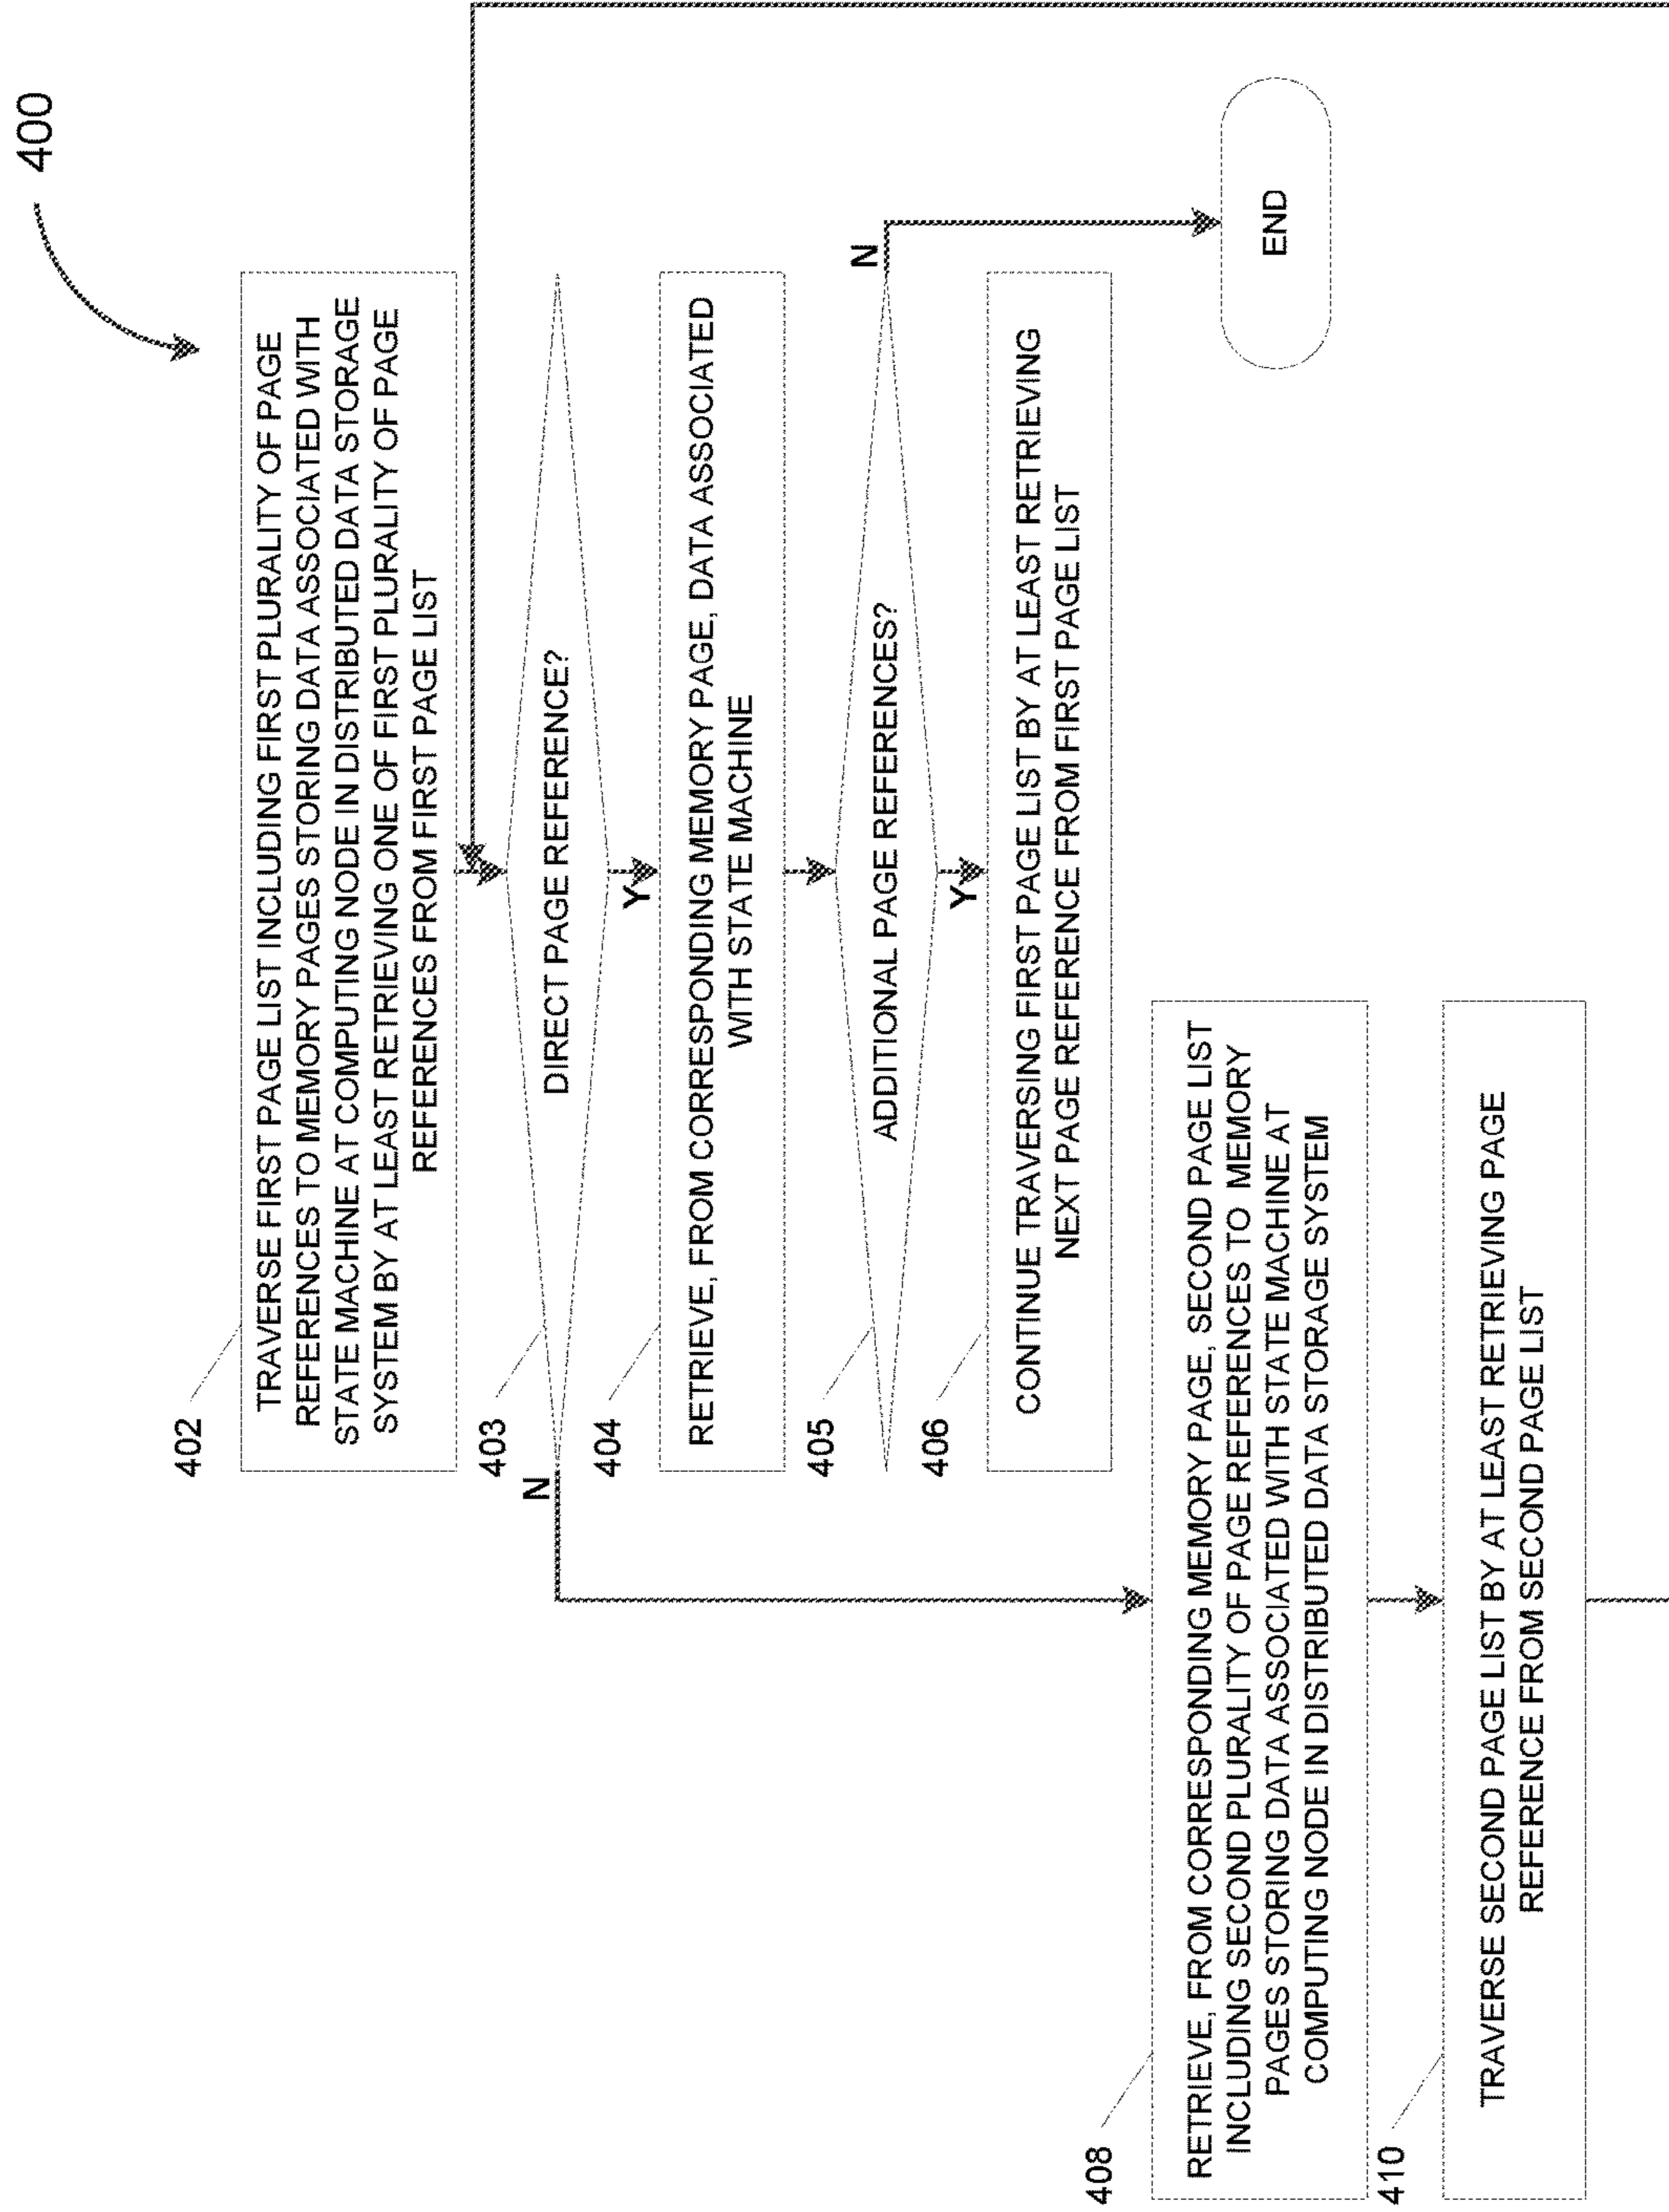 400
402
TRAVERSE FIRST PAGE LIST INCLUDING FIRST PLURALITY OF PAGE
REFERENCES TO MEMORY PAGES STORING DATA ASSOCIATED WITH
STATE MACHINE AT COMPUTING NODE IN DISTRIBUTED DATA STORAGE
SYSTEM BY AT LEAST RETRIEVING ONE OF FIRST PLURALITY OF PAGE
REFERENCES FROM FIRST PAGE LIST
403
DIRECT PAGE REFERENCE?
N
Y
404
RETRIEVE, FROM CORRESPONDING MEMORY PAGE, DATA ASSOCIATED
WITH STATE MACHINE
405
ADDITIONAL PAGE REFERENCES?
N
Y
406
CONTINUE TRAVERSING FIRST PAGE LIST BY AT LEAST RETRIEVING
NEXT PAGE REFERENCE FROM FIRST PAGE LIST
END
408
RETRIEVE, FROM CORRESPONDING MEMORY PAGE, SECOND PAGE LIST
INCLUDING SECOND PLURALITY OF PAGE REFERENCES TO MEMORY
PAGES STORING DATA ASSOCIATED WITH STATE MACHINE AT
COMPUTING NODE IN DISTRIBUTED DATA STORAGE SYSTEM
410
TRAVERSE SECOND PAGE LIST BY AT LEAST RETRIEVING PAGE
REFERENCE FROM SECOND PAGE LIST